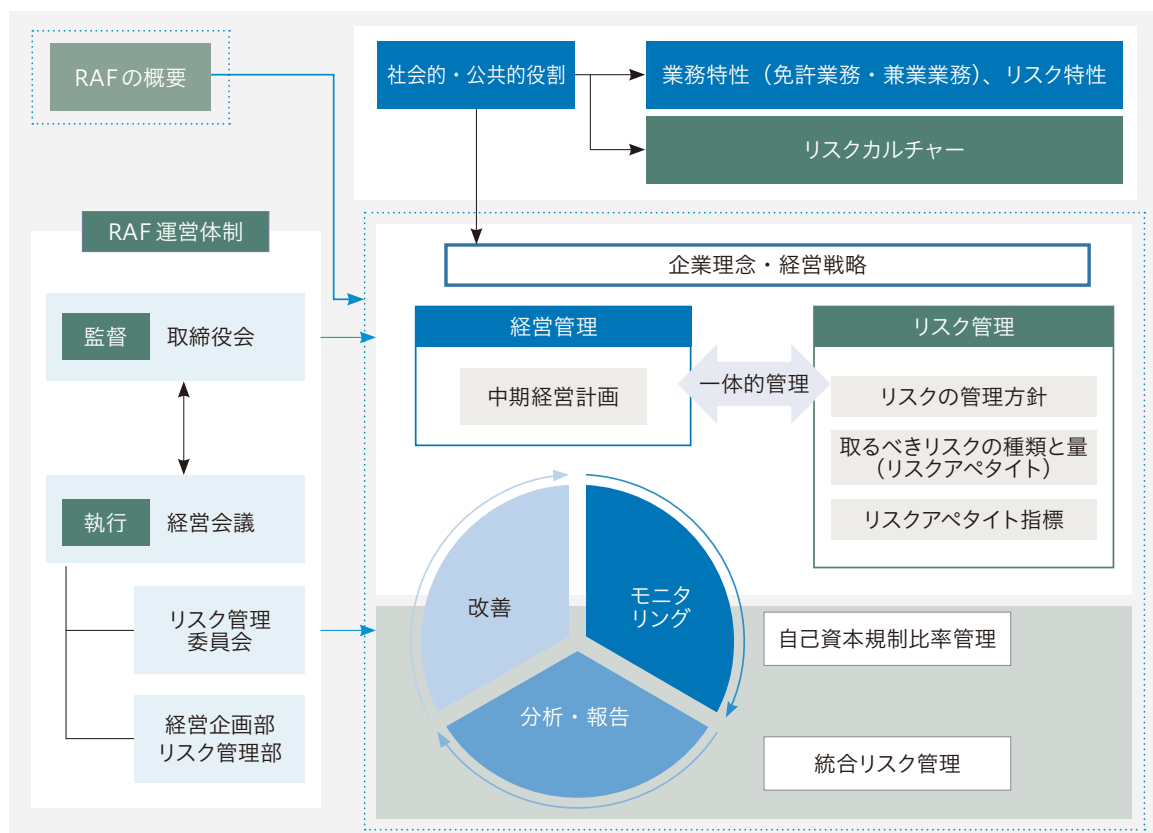 RAFの概要
社会的・公共的役割
業務特性（免許業務・兼業業務）、リスク特性
リスクカルチャー
RAF運営体制
監督
取締役会
執行
経営会議
リスク管理
委員会
経営企画部
リスク管理部
企業理念・経営戦略
経営管理
中期経営計画
一体的管理
リスク管理
リスクの管理方針
取るべきリスクの種類と量
（リスクアペタイト）
リスクアペタイト指標
改善
モニタ
リング
分析・報告
自己資本規制比率管理
統合リスク管理